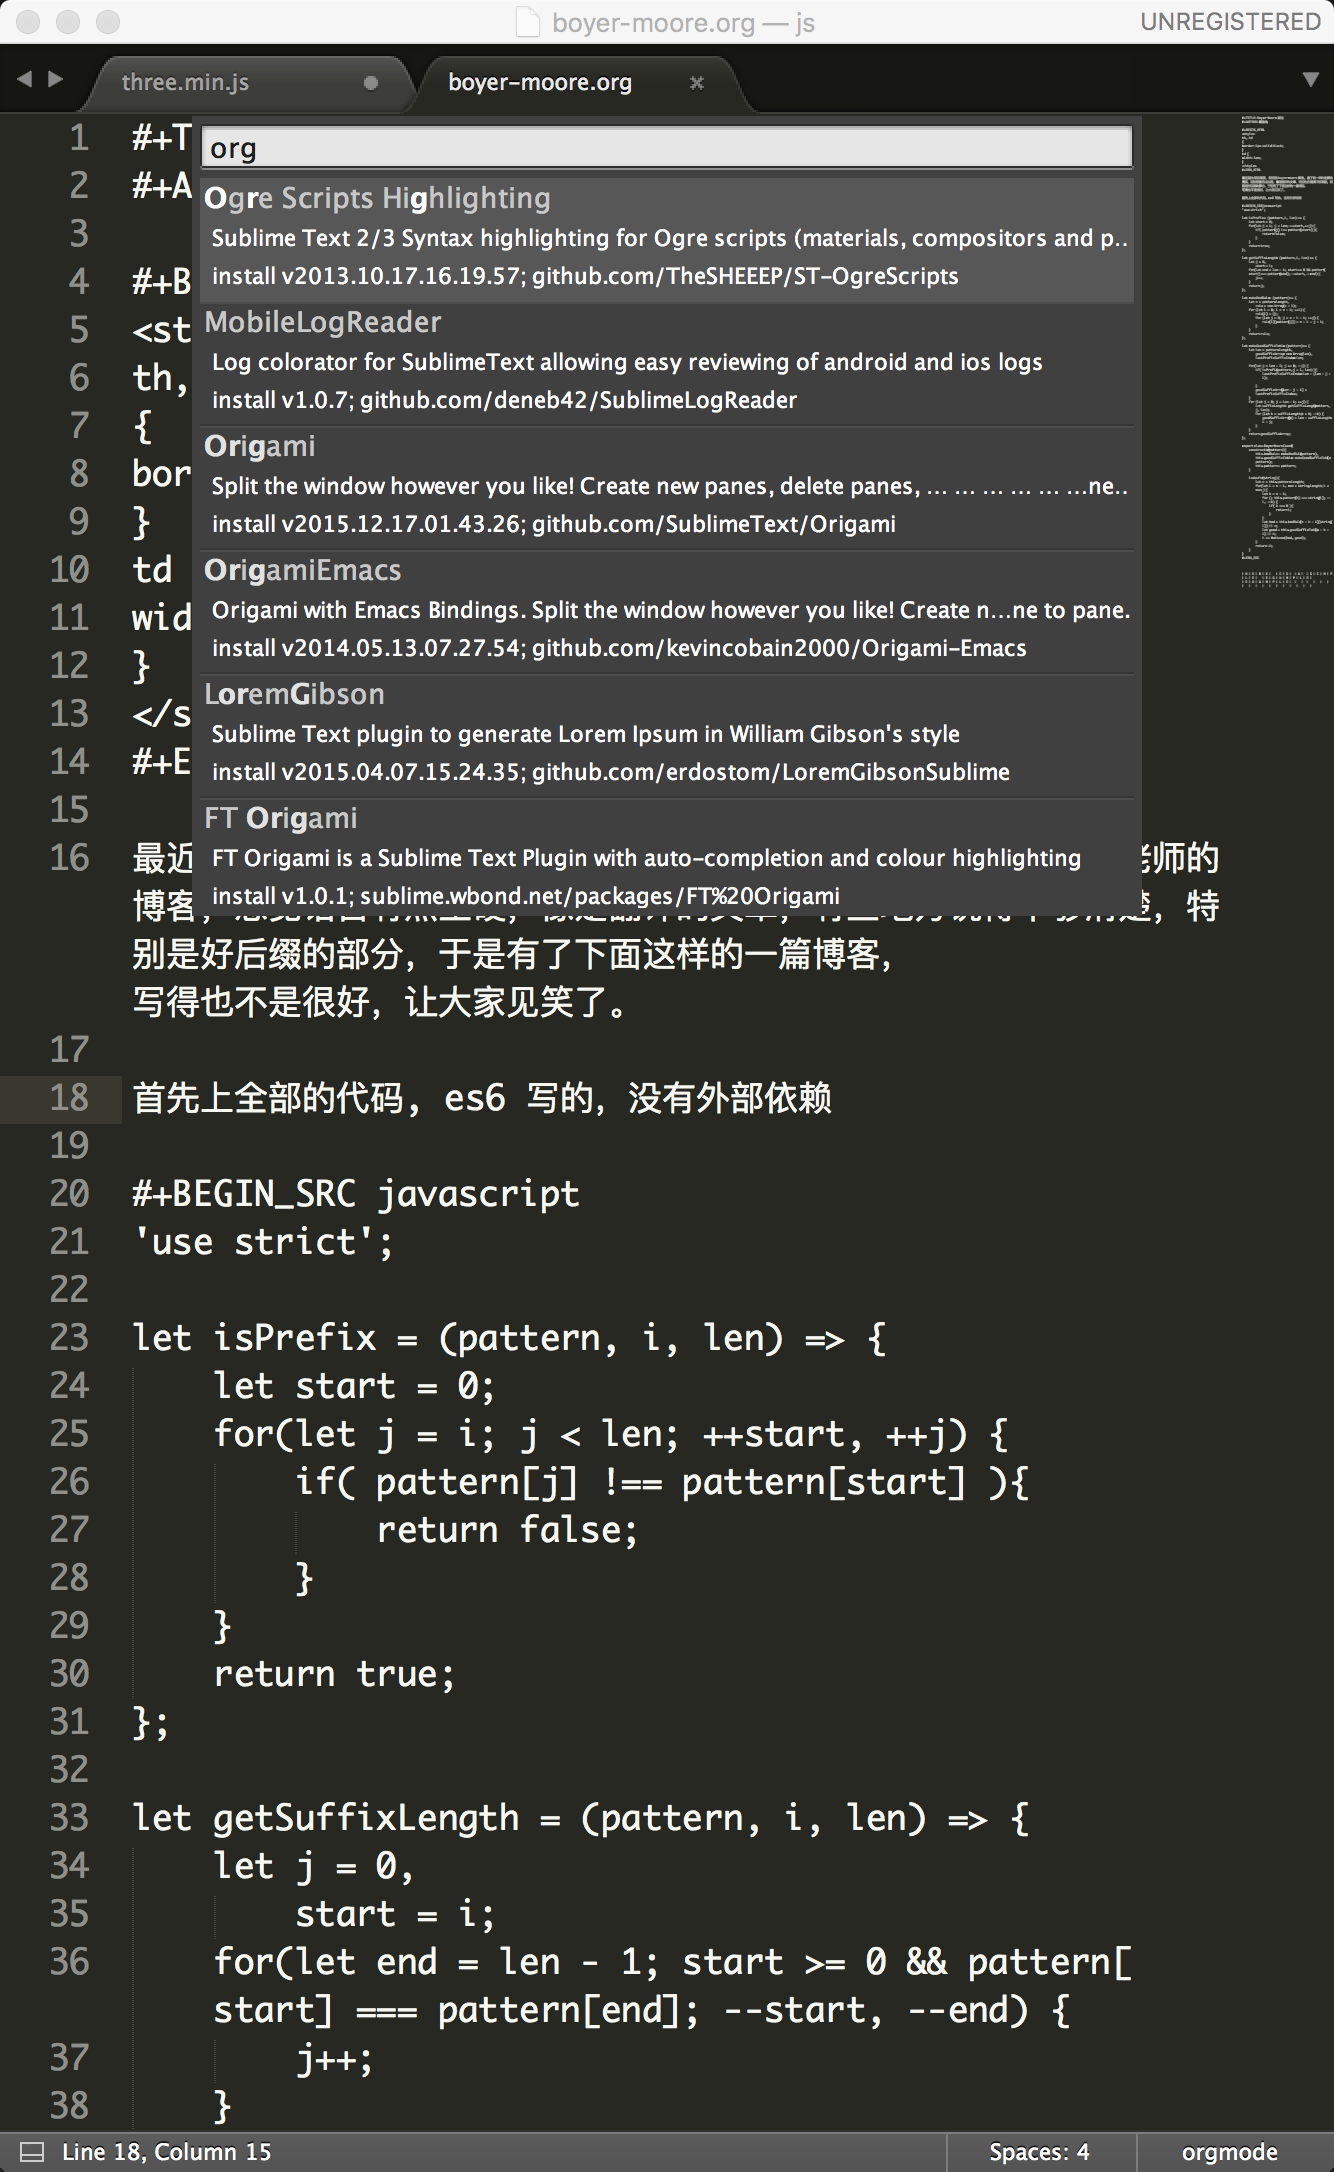 boyer-moore.org — js
UNREGISTERED
three.min.js
boyer-moore.org
org
Ogre Scripts Highlighting
Sublime Text 2/3 Syntax highlighting for Ogre scripts (materials, compositors and p..
install v2013.10.17.16.19.57; github.com/TheSHEEEP/ST-OgreScripts
MobileLogReader
Log colorator for SublimeText allowing easy reviewing of android and ios logs
install v1.0.7; github.com/deneb42/SublimeLogReader
Origami
Split the window however you like! Create new panes, delete panes, ... ... ... ... ... ...ne..
install v2015.12.17.01.43.26; github.com/SublimeText/Origami
OrigamiEmacs
Origami with Emacs Bindings. Split the window however you like! Create n...ne to pane.
install v2014.05.13.07.27.54; github.com/kevincobain2000/Origami-Emacs
LoremGibson
Sublime Text plugin to generate Lorem Ipsum in William Gibson's style
install v2015.04.07.15.24.35; github.com/erdostom/LoremGibsonSublime
FT Origami
FT Origami is a Sublime Text Plugin with auto-completion and colour highlighting
install v1.0.1; sublime.wbond.net/packages/FT%20Origami
1 #+T
2 #+A
3
4 #+B
5 <st
6 th,
7 {
8 bor
9 }
10 td
11 wid
12 }
13 </s
14 #+E
15
16 最近 老师的
博客, 特
别是好后缀的部分, 于是有了下面这样的一篇博客,
写得也不是很好, 让大家见笑了。
17
18 首先上全部的代码, es6 写的, 没有外部依赖
19
20 #+BEGIN_SRC javascript
21 'use strict';
22
23 let isPrefix = (pattern, i, len) => {
24 let start = 0;
25 for(let j = i; j < len; ++start, ++j) {
26 if( pattern[j] !== pattern[start] ){
27 return false;
28 }
29 }
30 return true;
31 };
32
33 let getSuffixLength = (pattern, i, len) => {
34 let j = 0,
35 start = i;
36 for(let end = len - 1; start >= 0 && pattern[
start] === pattern[end]; --start, --end) {
37 j++;
38 }
Line 18, Column 15
Spaces: 4
orgmode